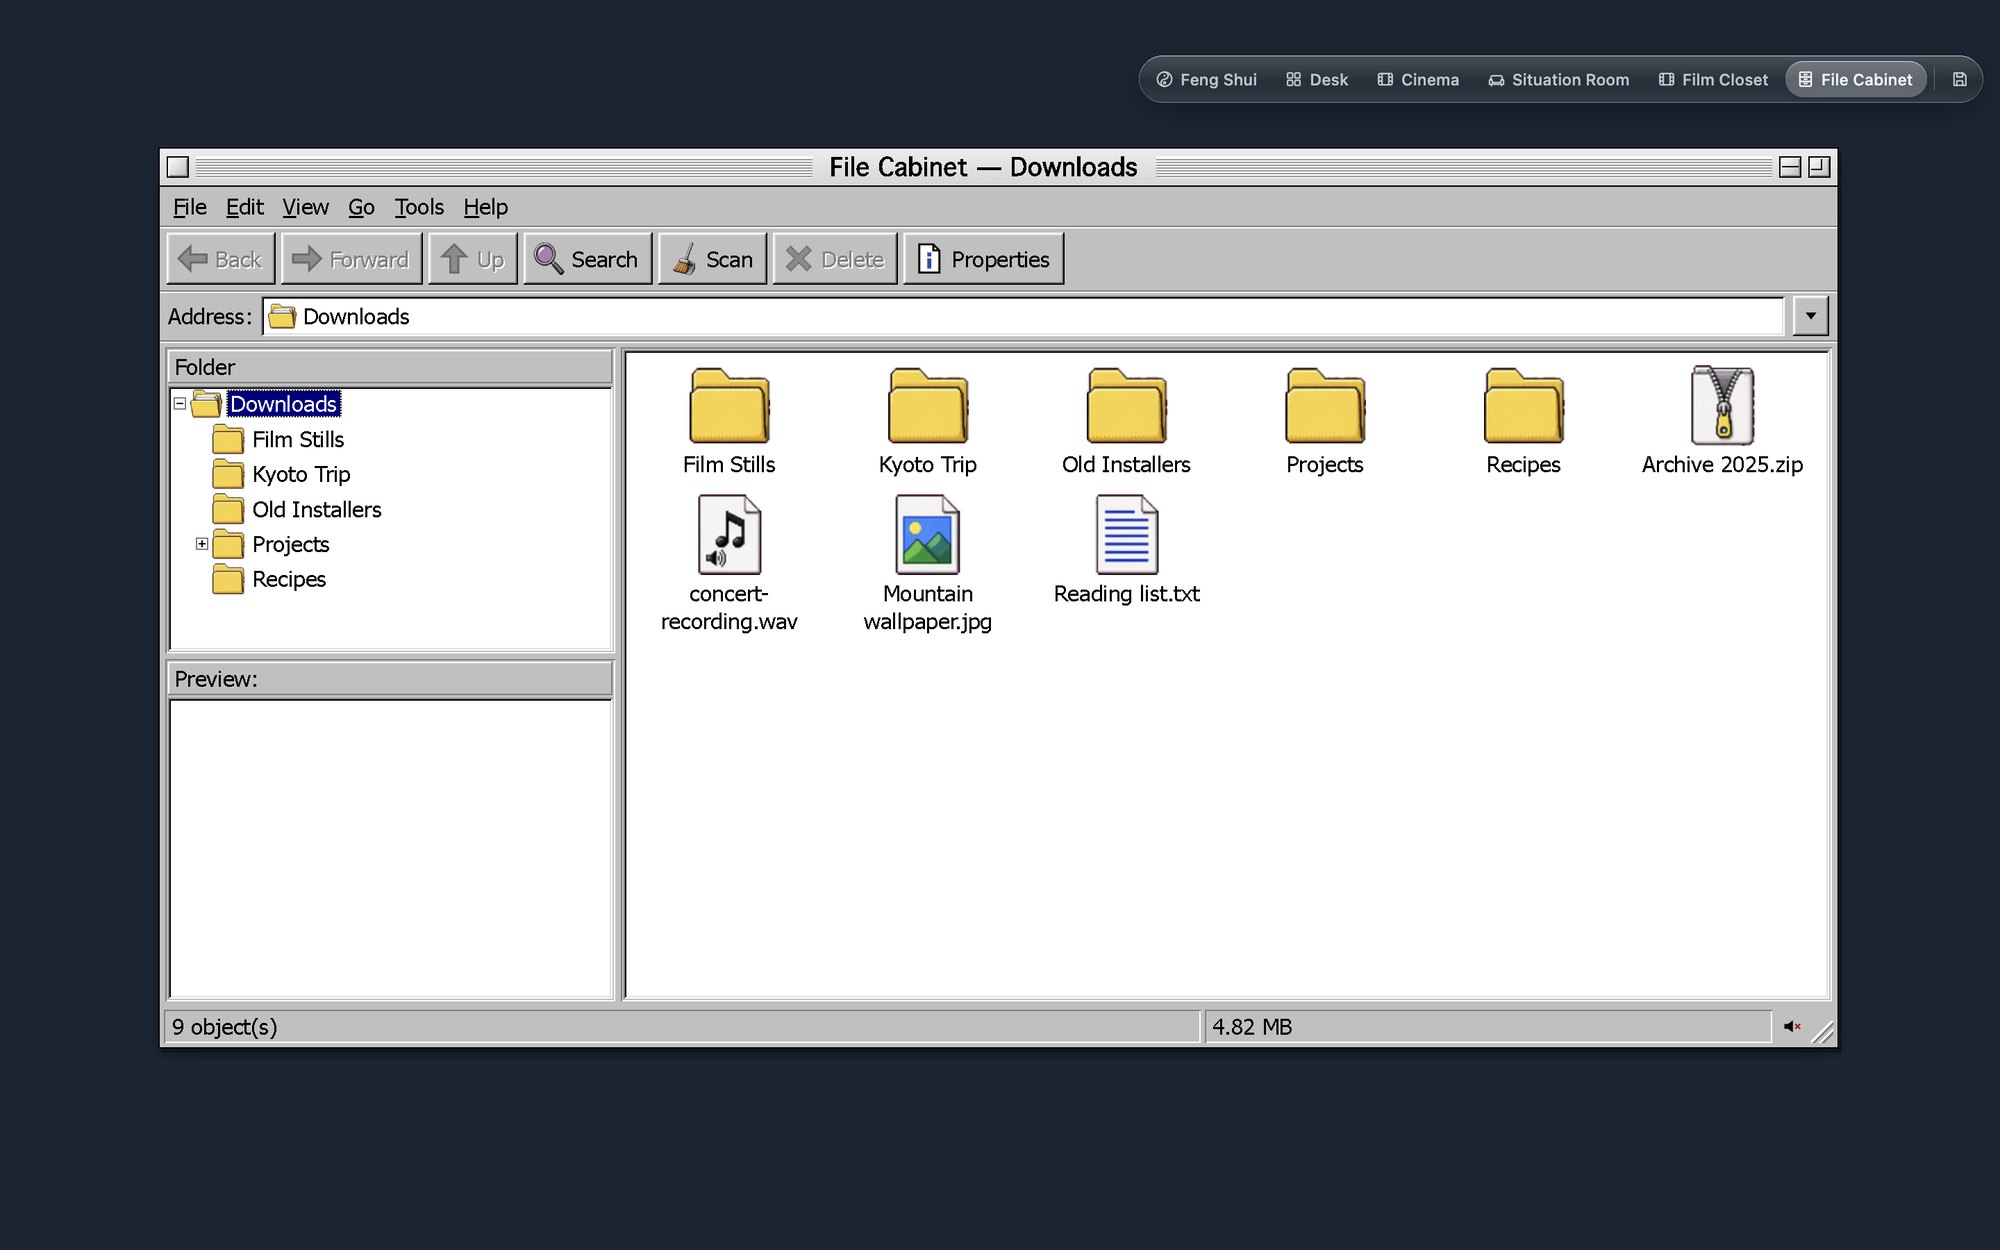 Feng Shui
Desk
Cinema
Situation Room
Film Closet
File Cabinet
File Cabinet — Downloads
File Edit View Go Tools Help
Back
Forward
Up
Search
Scan
Delete
Properties
Address: Downloads
Folder
Downloads
Film Stills
Kyoto Trip
Old Installers
Projects
Recipes
Preview:
Film Stills
Kyoto Trip
Old Installers
Projects
Recipes
Archive 2025.zip
concert-
recording.wav
Mountain
wallpaper.jpg
Reading list.txt
9 object(s)
4.82 MB